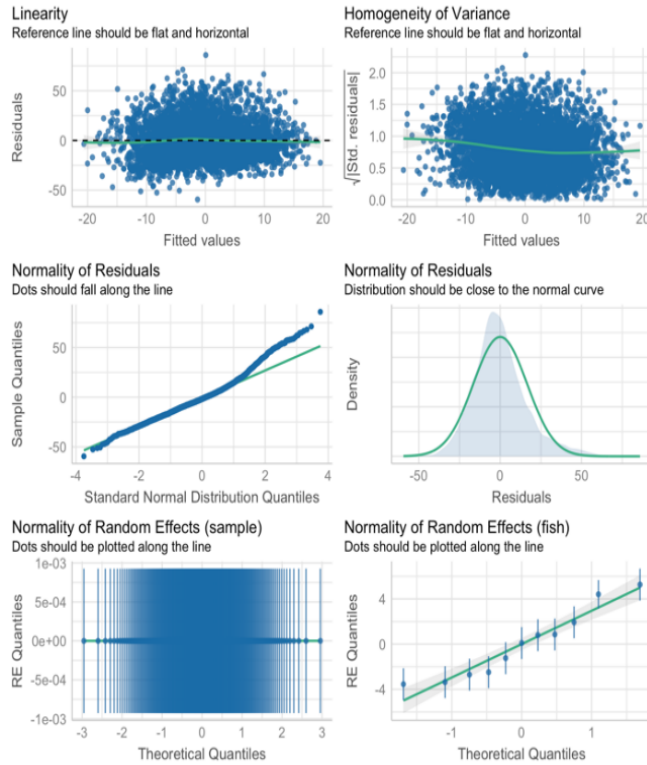 Linearity
Reference line should be flat and horizontal
50
0
-50
Residuals
-20
-10
0
10
20
Fitted values
Homogeneity of Variance
Reference line should be flat and horizontal
2.0
1.5
1.0
0.5
0.0
√|Std. residuals|
-20
-10
0
10
20
Fitted values
Normality of Residuals
Dots should fall along the line
50
0
-50
Sample Quantiles
-4
-2
0
2
4
Standard Normal Distribution Quantiles
Normality of Residuals
Distribution should be close to the normal curve
Density
-50
0
50
Residuals
Normality of Random Effects (sample)
Dots should be plotted along the line
1e-03
5e-04
0e+00
-5e-04
-1e-03
RE Quantiles
-3
-2
-1
0
1
2
3
Theoretical Quantiles
Normality of Random Effects (fish)
Dots should be plotted along the line
4
0
-4
RE Quantiles
-1
0
1
Theoretical Quantiles